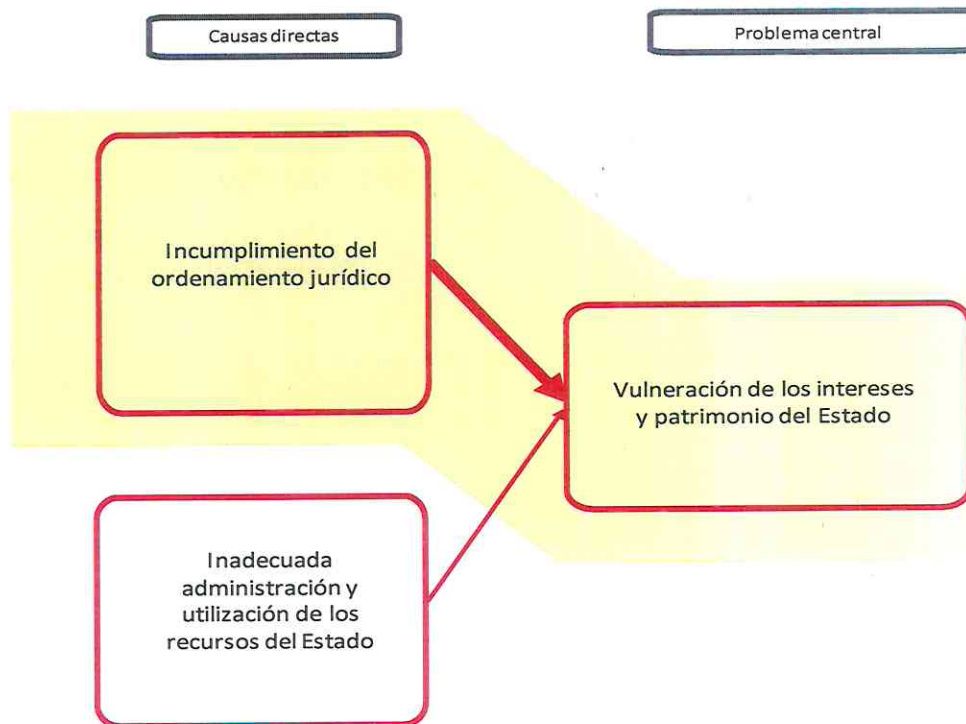 Causas directas
Problema central
Incumplimiento del
ordenamiento jurídico
Vulneración de los intereses
y patrimonio del Estado
Inadecuada
administración y
utilización de los
recursos del Estado